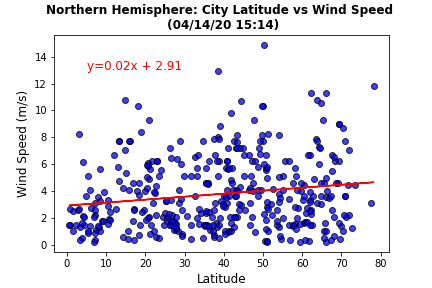 Northern Hemisphere: City Latitude vs Wind Speed
(04/14/20 15:14)
y=0.02x + 2.91
Wind Speed (m/s)
14
12
10
8
6
4
2
0
0 10 20 30 40 50 60 70 80
Latitude